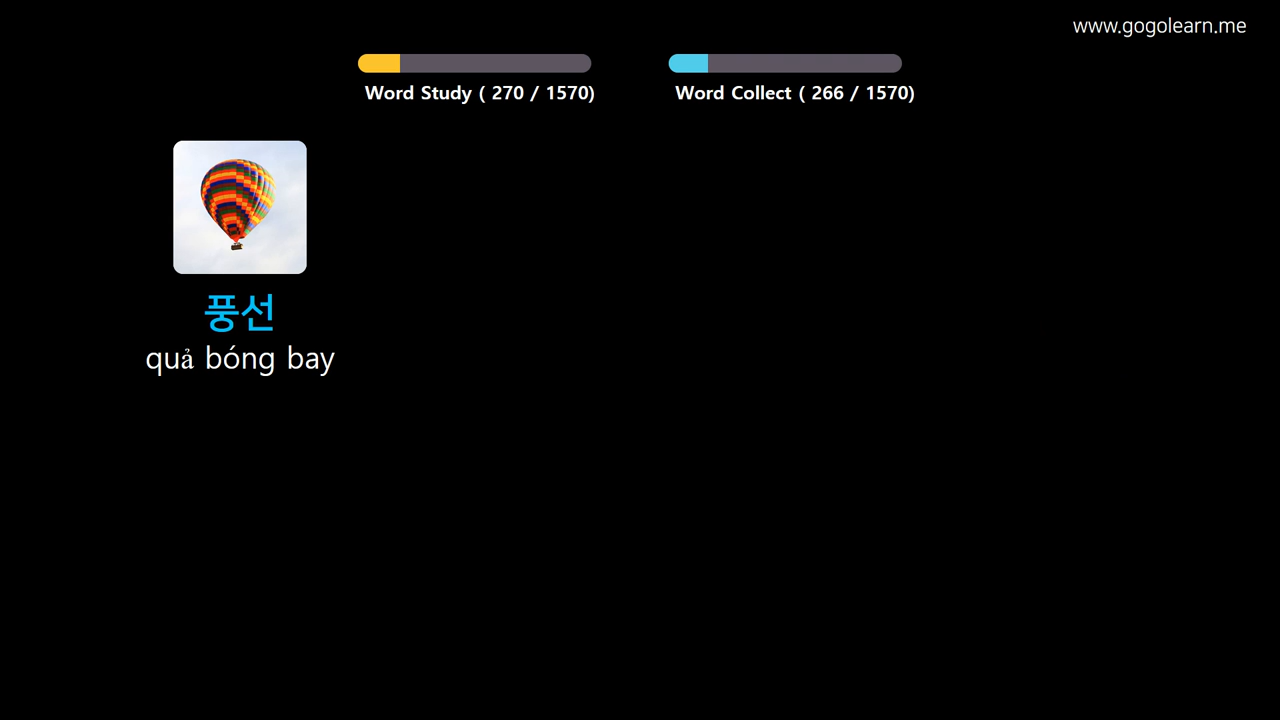 www.gogolearn.me
Word Study ( 270 / 1570)
Word Collect ( 266 / 1570)
풍선
quả bóng bay